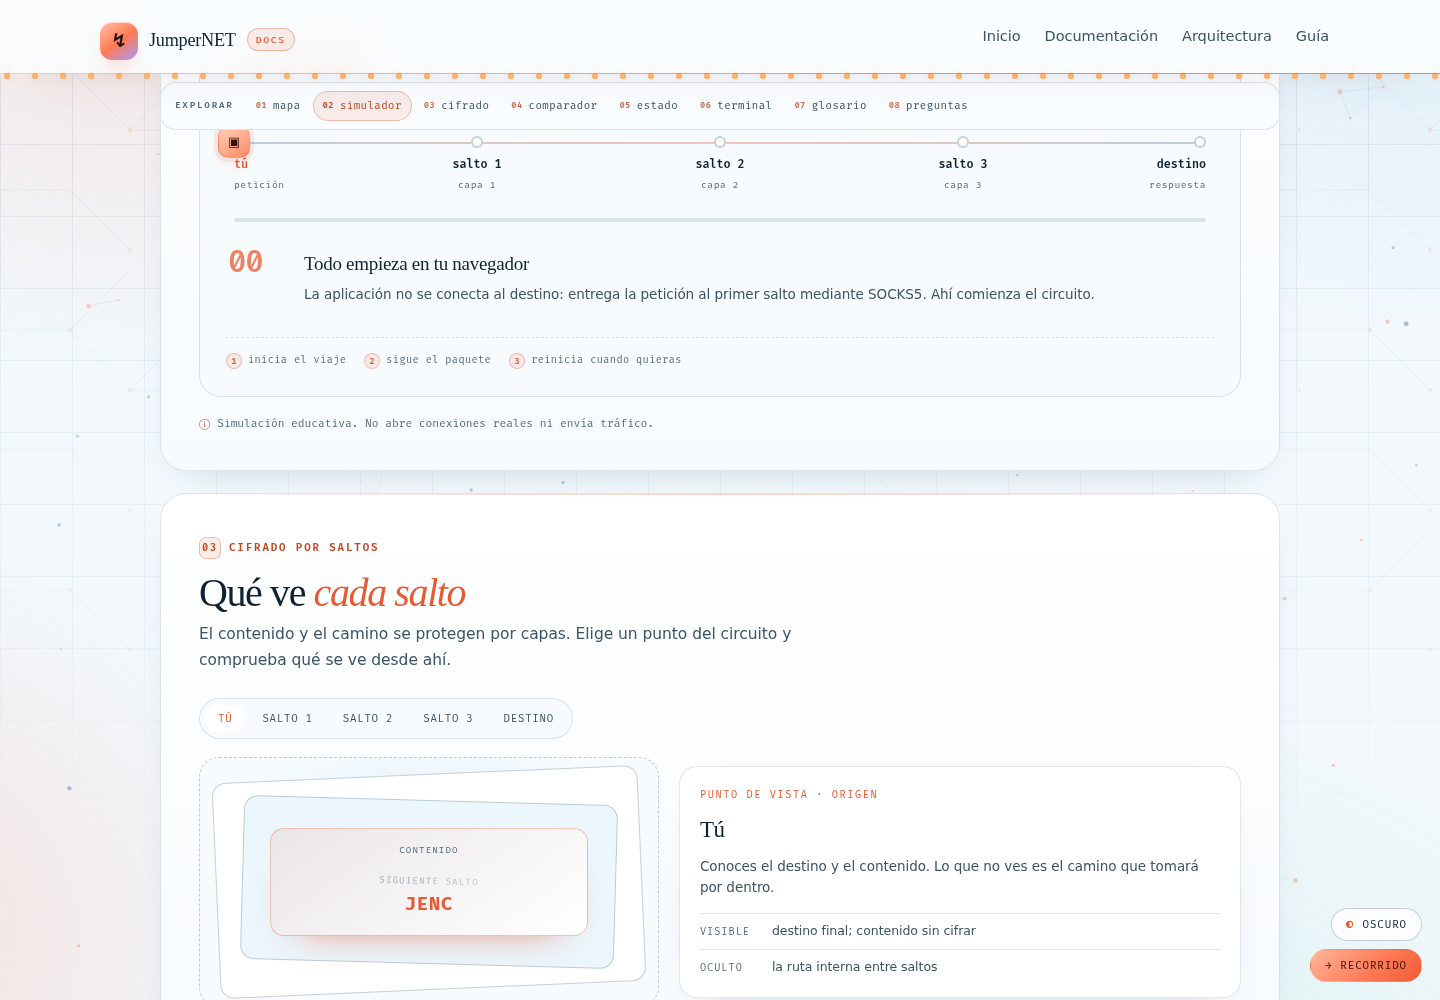 JumperNET DOCS
Inicio Documentación Arquitectura Guía
EXPLORAR 01 mapa 02 simulador 03 cifrado 04 comparador 05 estado 06 terminal 07 glosario 08 preguntas
tú salto 1 salto 2 salto 3 destino
petición capa 1 capa 2 capa 3 respuesta
00 Todo empieza en tu navegador
La aplicación no se conecta al destino: entrega la petición al primer salto mediante SOCKS5. Ahí comienza el circuito.
1 inicia el viaje 2 sigue el paquete 3 reinicia cuando quieras
Simulación educativa. No abre conexiones reales ni envía tráfico.
03 CIFRADO POR SALTOS
Qué ve cada salto
El contenido y el camino se protegen por capas. Elige un punto del circuito y
comprueba qué se ve desde ahí.
TÚ SALTO 1 SALTO 2 SALTO 3 DESTINO
CONTENIDO
SIGUIENTE SALTO
JENC
PUNTO DE VISTA · ORIGEN
Tú
Conoces el destino y el contenido. Lo que no ves es el camino que tomará
por dentro.
VISIBLE destino final; contenido sin cifrar
OCULTO la ruta interna entre saltos
◐ OSCURO
→ RECORRIDO